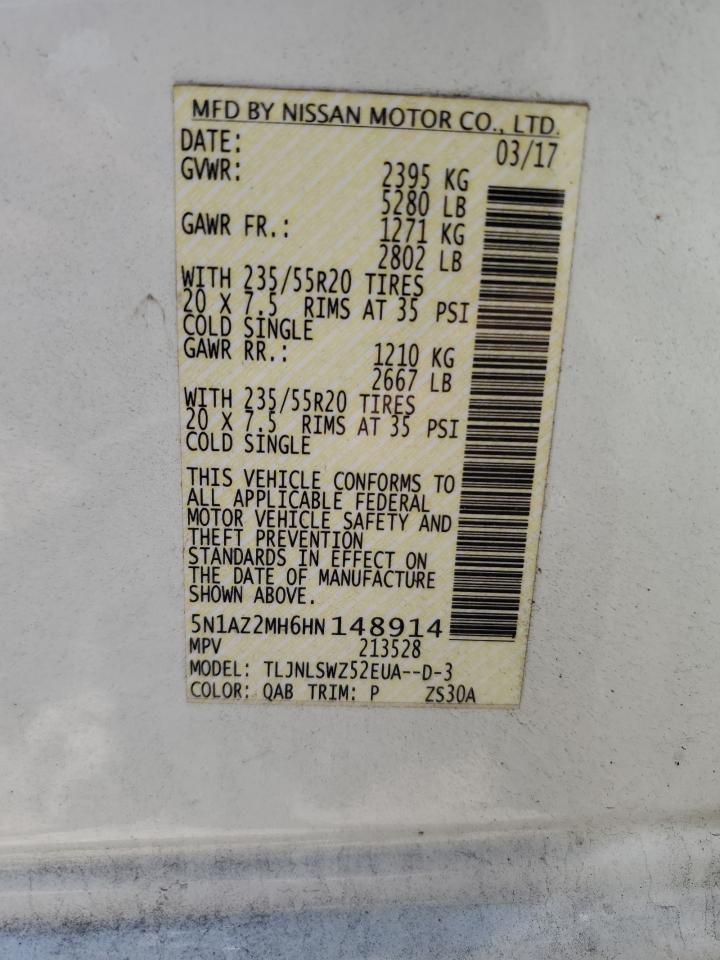 MFD BY NISSAN MOTOR CO., LTD.
DATE: 03/17
GVWR: 2395 KG
5280 LB
GAWR FR.: 1271 KG
2802 LB
WITH 235/55R20 TIRES
20 X 7.5 RIMS AT 35 PSI
COLD SINGLE
GAWR RR.: 1210 KG
2667 LB
WITH 235/55R20 TIRES
20 X 7.5 RIMS AT 35 PSI
COLD SINGLE
THIS VEHICLE CONFORMS TO
ALL APPLICABLE FEDERAL
MOTOR VEHICLE SAFETY AND
THEFT PREVENTION
STANDARDS IN EFFECT ON
THE DATE OF MANUFACTURE
SHOWN ABOVE.
5N1AZ2MH6HN148914
MPV 213528
MODEL: TLJNLSWZ52EUA--D-3
COLOR: QAB TRIM: P ZS30A